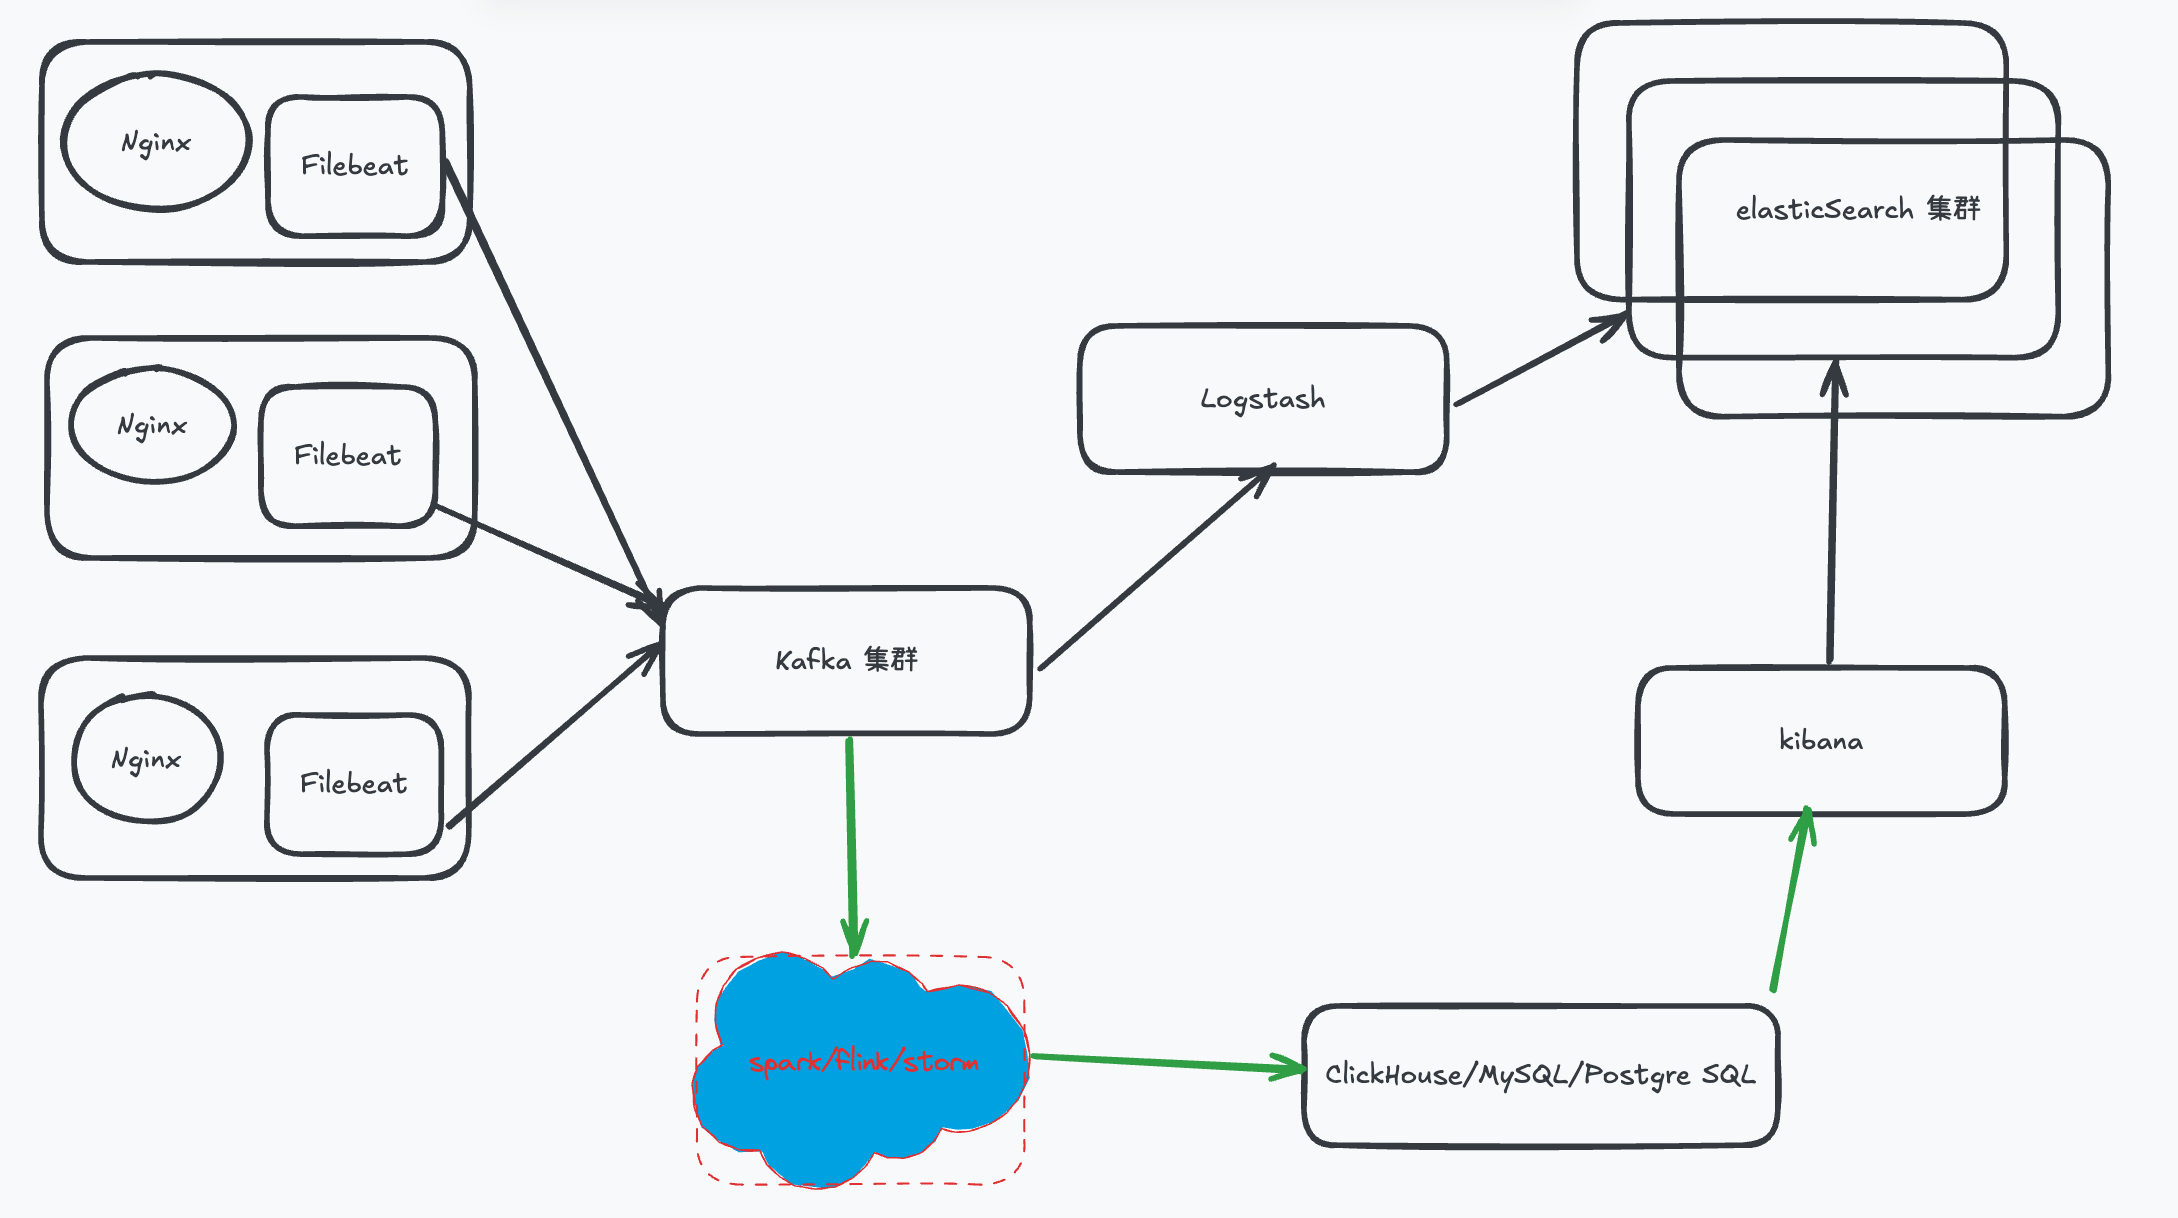 Nginx
Filebeat
Nginx
Filebeat
Nginx
Filebeat
Kafka 集群
Logstash
elasticSearch 集群
kibana
spark/flink/storm
ClickHouse/MySQL/Postgre SQL